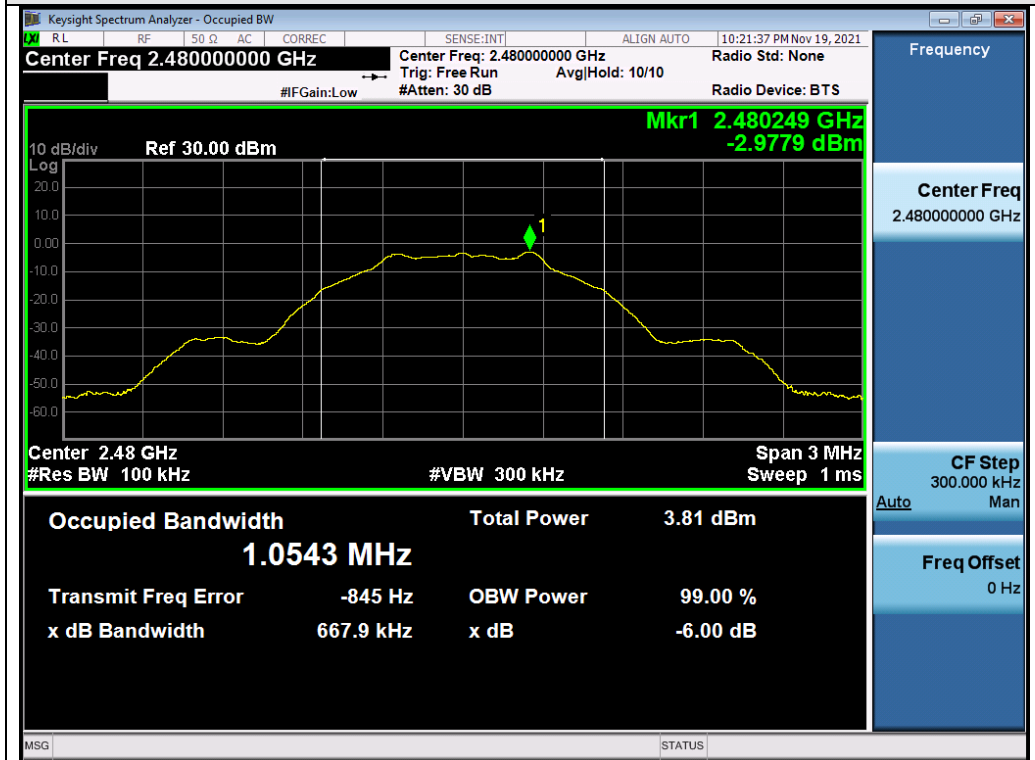 Keysight Spectrum Analyzer - Occupied BW
LXI RL RF 50 Ω AC CORREC SENSE:INT ALIGN AUTO 10:21:37 PM Nov 19, 2021
Center Freq 2.480000000 GHz
Center Freq: 2.480000000 GHz
Radio Std: None
Trig: Free Run Avg|Hold: 10/10
#IFGain:Low
#Atten: 30 dB
Radio Device: BTS
Mkr1 2.480249 GHz
-2.9779 dBm
10 dB/div Ref 30.00 dBm
Log
20.0
10.0
1
0.00
-10.0
-20.0
-30.0
-40.0
-50.0
-60.0
Center 2.48 GHz
Span 3 MHz
#Res BW 100 kHz
#VBW 300 kHz
Sweep 1 ms
Occupied Bandwidth
1.0543 MHz
Total Power 3.81 dBm
Transmit Freq Error -845 Hz
OBW Power 99.00 %
x dB Bandwidth 667.9 kHz
x dB -6.00 dB
Frequency
Center Freq
2.480000000 GHz
CF Step
300.000 kHz
Auto Man
Freq Offset
0 Hz
MSG
STATUS